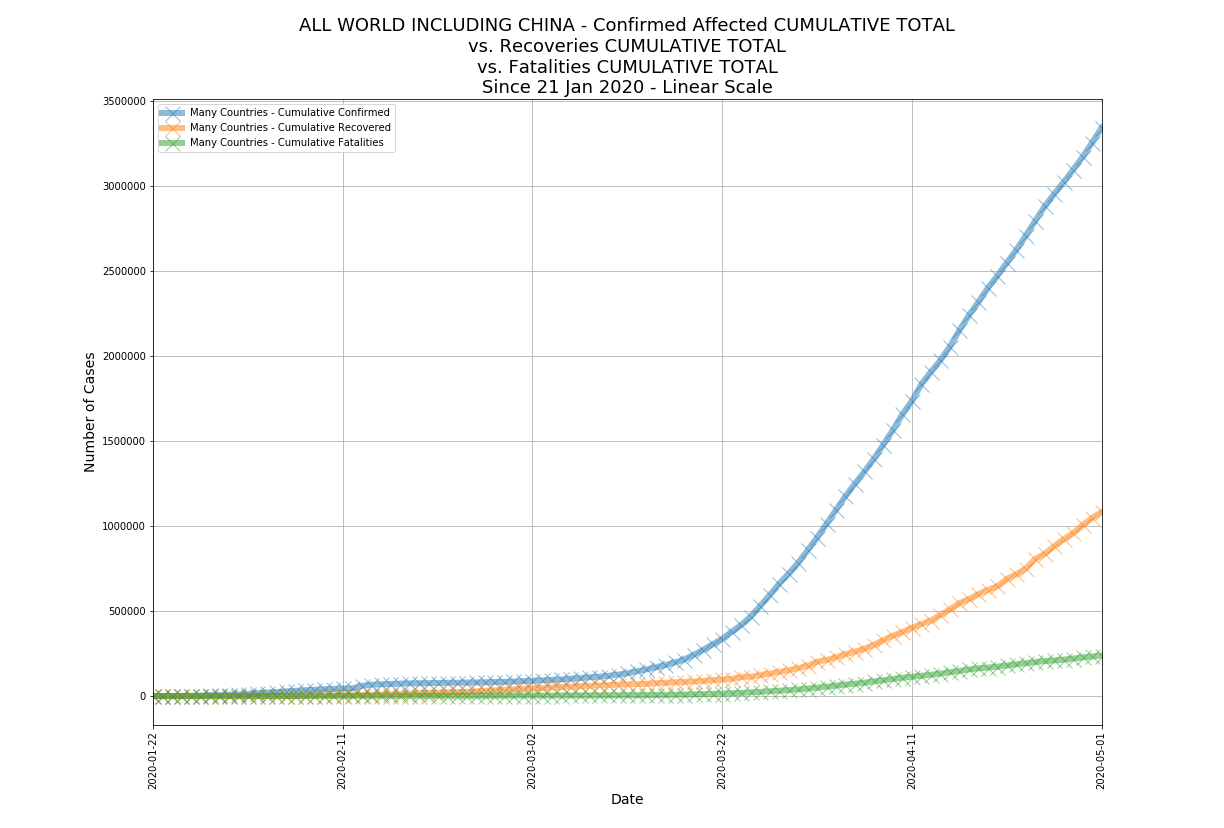 ALL WORLD INCLUDING CHINA - Confirmed Affected CUMULATIVE TOTAL
vs. Recoveries CUMULATIVE TOTAL
vs. Fatalities CUMULATIVE TOTAL
Since 21 Jan 2020 - Linear Scale
Many Countries - Cumulative Confirmed
Many Countries - Cumulative Recovered
Many Countries - Cumulative Fatalities
3500000
3000000
2500000
2000000
1500000
1000000
500000
0
Number of Cases
2020-01-22
2020-02-11
2020-03-02
2020-03-22
2020-04-11
2020-05-01
Date